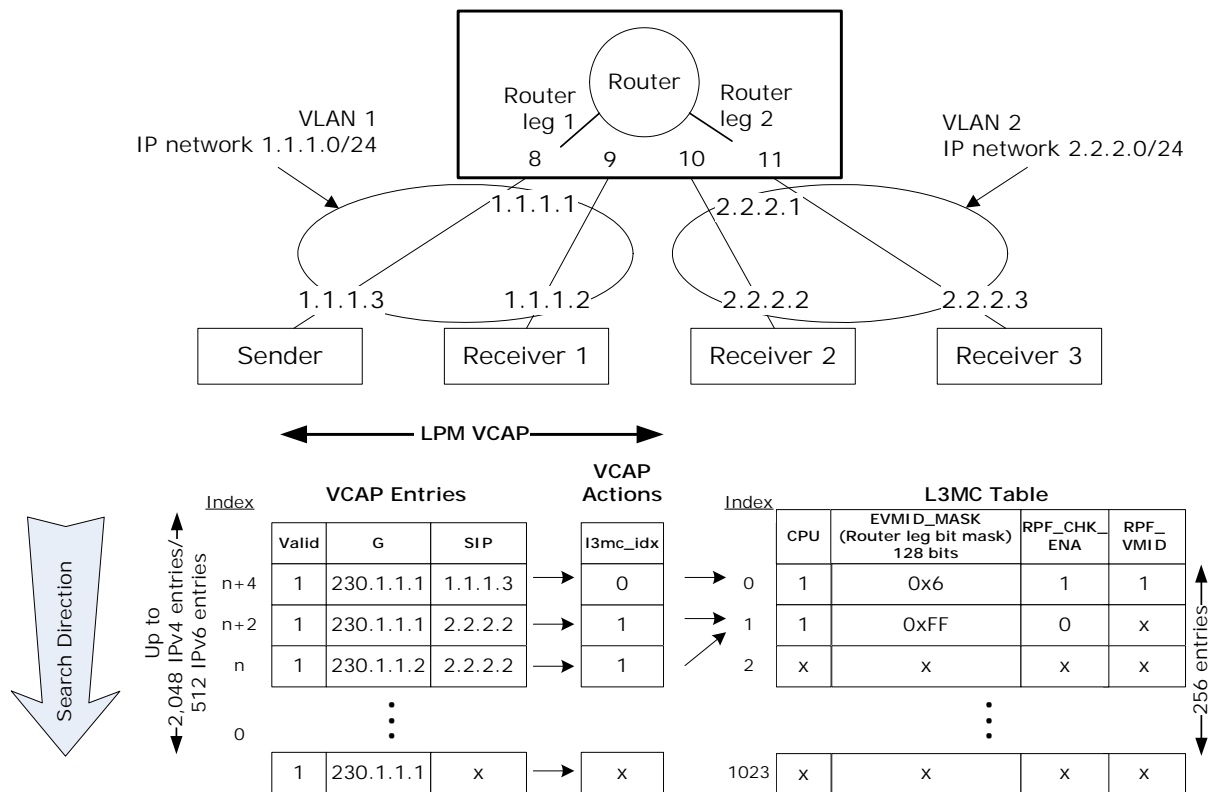 Router
Router
leg 1
Router
leg 2
VLAN 1
IP network 1.1.1.0/24
VLAN 2
IP network 2.2.2.0/24
8 9 10 11
1.1.1.1 2.2.2.1
1.1.1.3 1.1.1.2 2.2.2.2 2.2.2.3
Sender Receiver 1 Receiver 2 Receiver 3
LPM VCAP
Search Direction
Up to
2,048 IPv4 entries/
512 IPv6 entries
Index VCAP Entries VCAP
Actions Index L3MC Table
Valid G SIP l3mc_idx CPU EVMID_MASK
(Router leg bit mask)
128 bits RPF_CHK_
ENA RPF_
VMID
n+4 1 230.1.1.1 1.1.1.3 0 0 1 0x6 1 1
n+2 1 230.1.1.1 2.2.2.2 1 1 1 0xFF 0 x
n 1 230.1.1.2 2.2.2.2 1 2 x x x x
0
1 230.1.1.1 x x 1023 x x x x
256 entries